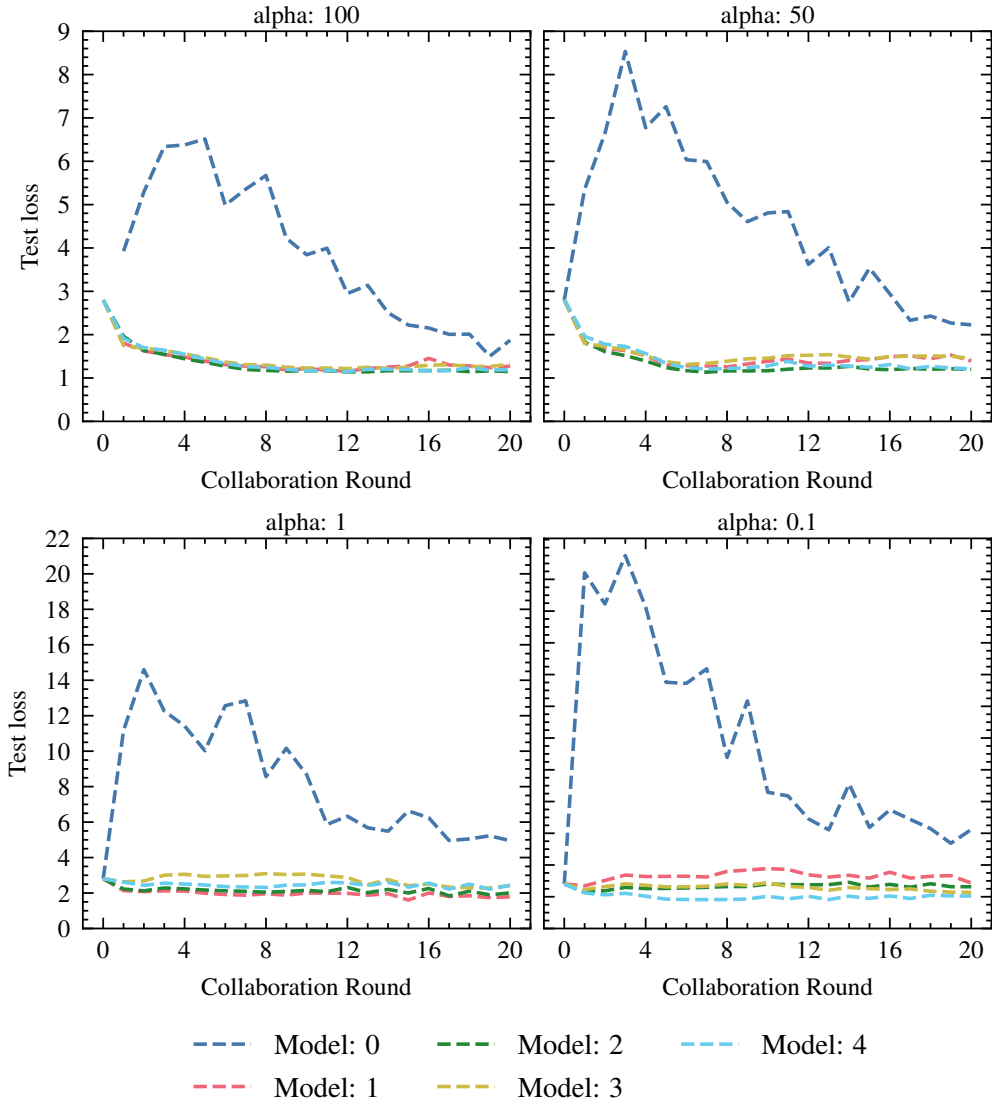 alpha: 100
alpha: 50
9
8
7
6
5
4
3
2
1
0
Test loss
0 4 8 12 16 20
0 4 8 12 16 20
Collaboration Round
Collaboration Round
alpha: 1
alpha: 0.1
22
20
18
16
14
12
10
8
6
4
2
0
Test loss
0 4 8 12 16 20
0 4 8 12 16 20
Collaboration Round
Collaboration Round
Model: 0
Model: 2
Model: 4
Model: 1
Model: 3